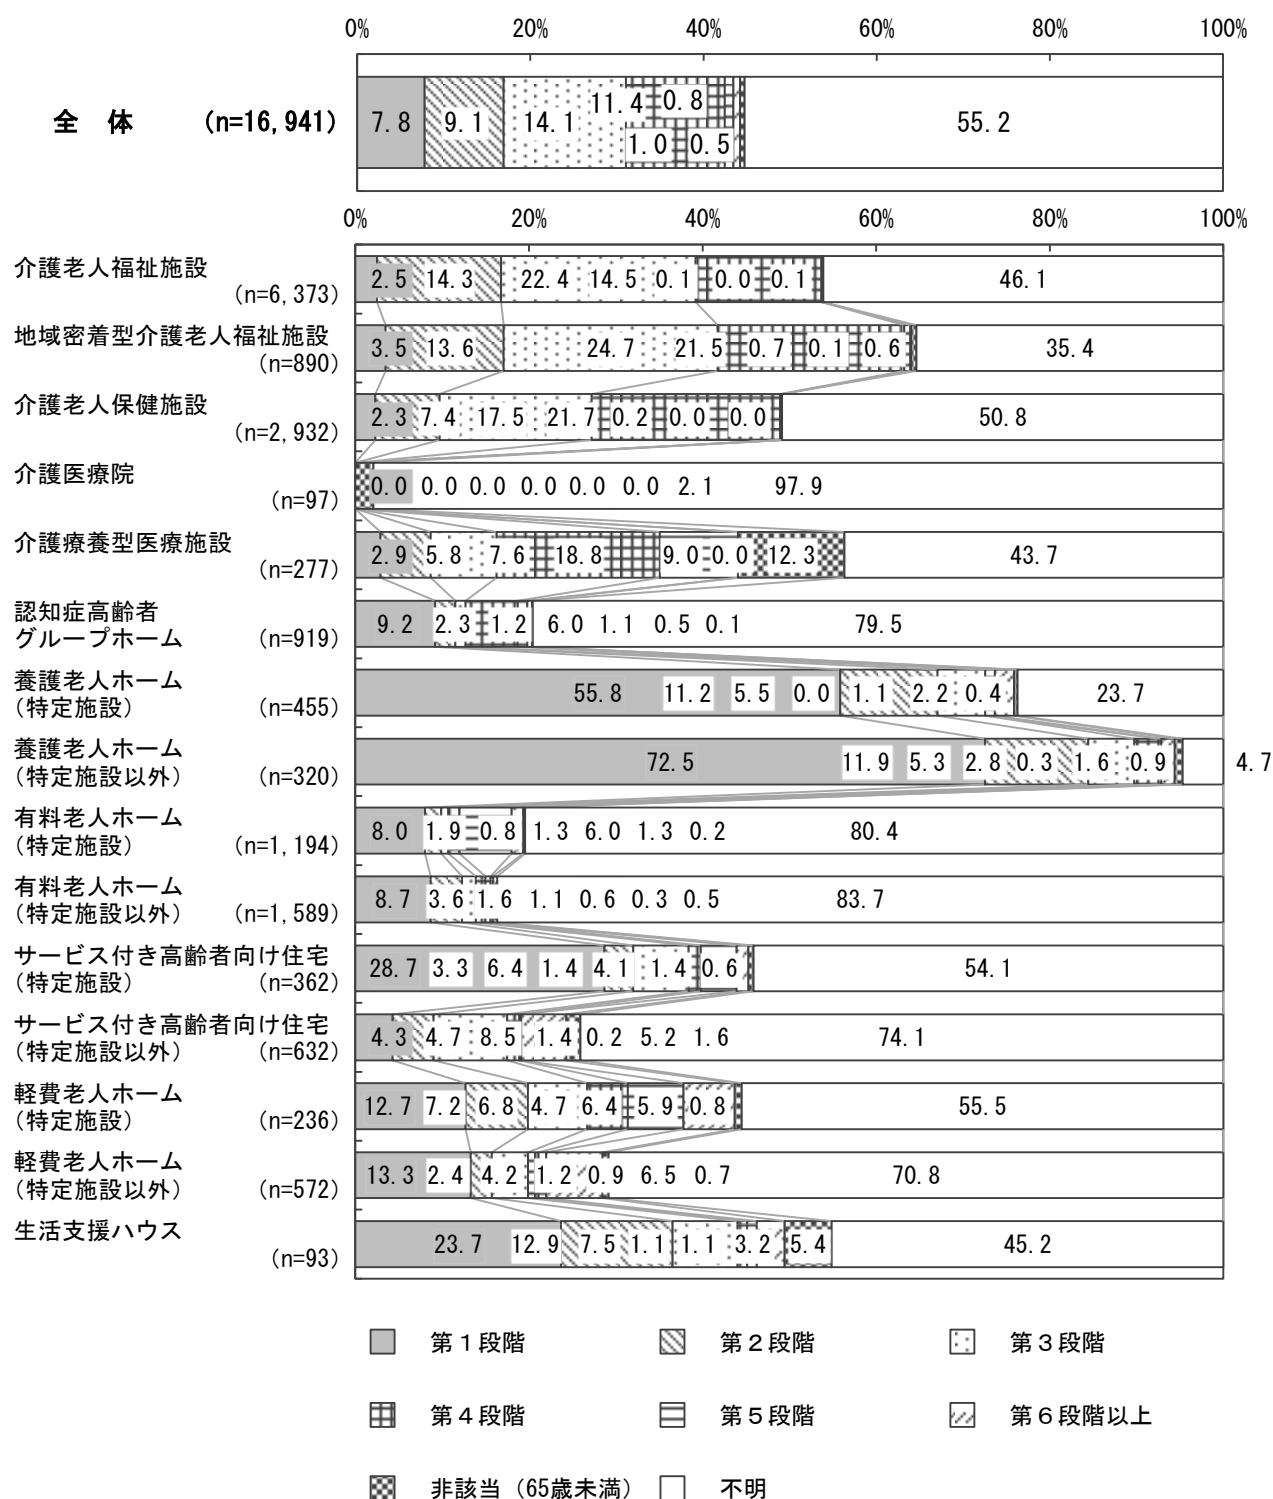 0% 20% 40% 60% 80% 100%
全　体 (n=16,941) 7.8 9.1 14.1 11.4 0.8 55.2
1.0 0.5
0% 20% 40% 60% 80% 100%
介護老人福祉施設
(n=6,373) 2.5 14.3 22.4 14.5 0.1 0.0 0.1 46.1
地域密着型介護老人福祉施設
(n=890) 3.5 13.6 24.7 21.5 0.7 0.1 0.6 35.4
介護老人保健施設
(n=2,932) 2.3 7.4 17.5 21.7 0.2 0.0 0.0 50.8
介護医療院
(n=97) 0.0 0.0 0.0 0.0 0.0 0.0 2.1 97.9
介護療養型医療施設
(n=277) 2.9 5.8 7.6 18.8 9.0 0.0 12.3 43.7
認知症高齢者
グループホーム (n=919) 9.2 2.3 1.2 6.0 1.1 0.5 0.1 79.5
養護老人ホーム
（特定施設） (n=455) 55.8 11.2 5.5 0.0 1.1 2.2 0.4 23.7
養護老人ホーム
（特定施設以外） (n=320) 72.5 11.9 5.3 2.8 0.3 1.6 0.9 4.7
有料老人ホーム
（特定施設） (n=1,194) 8.0 1.9 0.8 1.3 6.0 1.3 0.2 80.4
有料老人ホーム
（特定施設以外） (n=1,589) 8.7 3.6 1.6 1.1 0.6 0.3 0.5 83.7
サービス付き高齢者向け住宅
（特定施設） (n=362) 28.7 3.3 6.4 1.4 4.1 1.4 0.6 54.1
サービス付き高齢者向け住宅
（特定施設以外） (n=632) 4.3 4.7 8.5 1.4 0.2 5.2 1.6 74.1
軽費老人ホーム
（特定施設） (n=236) 12.7 7.2 6.8 4.7 6.4 5.9 0.8 55.5
軽費老人ホーム
（特定施設以外） (n=572) 13.3 2.4 4.2 1.2 0.9 6.5 0.7 70.8
生活支援ハウス
(n=93) 23.7 12.9 7.5 1.1 1.1 3.2 5.4 45.2
第１段階 第２段階 第３段階
第４段階 第５段階 第６段階以上
非該当（65歳未満） 不明